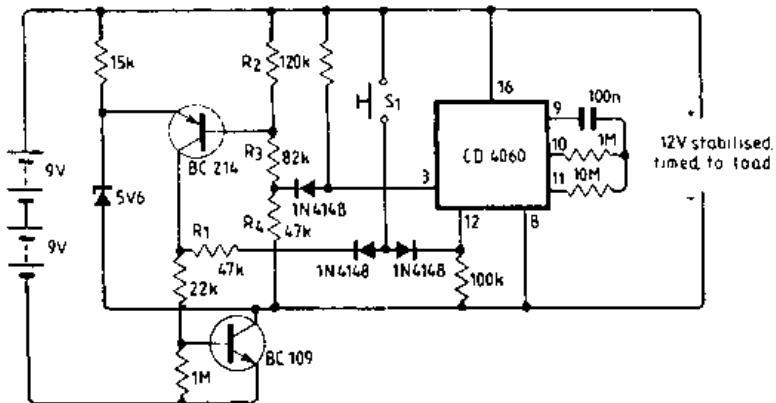 15k
R2
120k
S1
16
9
100n
+
12V stabilised,
timed, to load
-
BC 214
R3
82k
CD 4060
10
1M
11
10M
3
9V
5V6
1N4148
R4
47k
12
8
9V
R1
47k
1N4148
1N4148
100k
22k
BC 109
1M